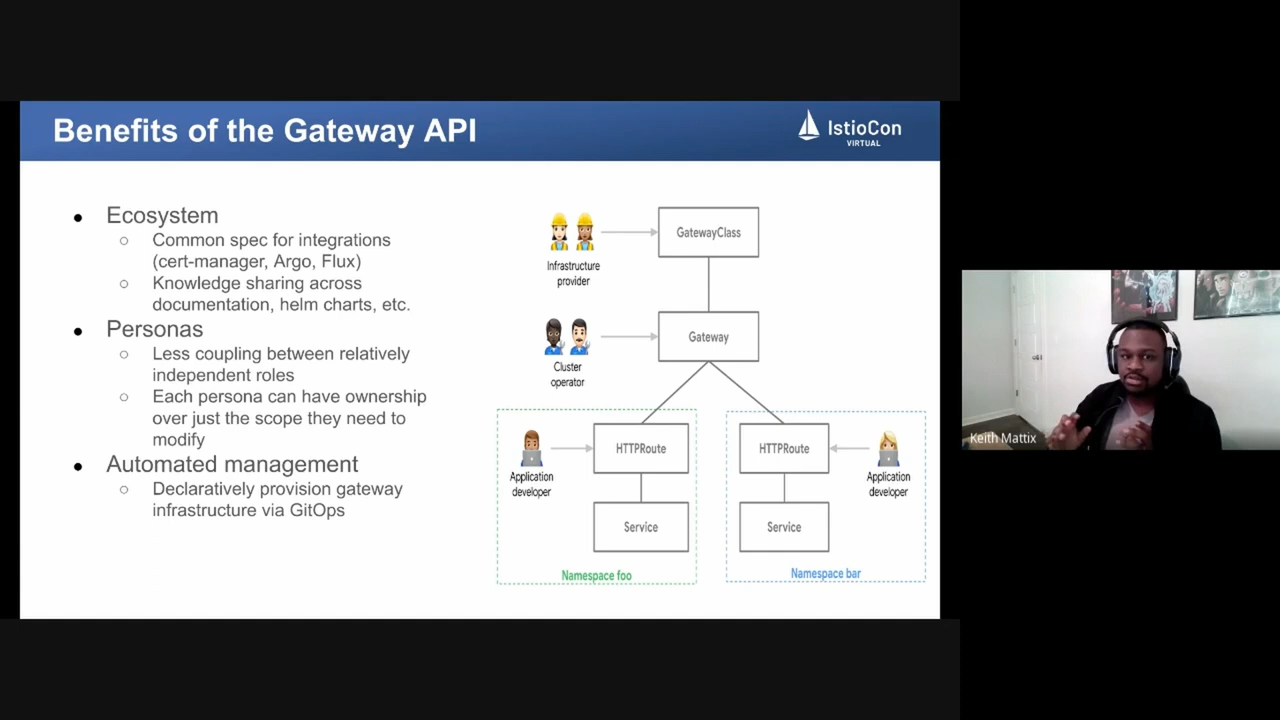 Benefits of the Gateway API
IstioCon
VIRTUAL
● Ecosystem
○ Common spec for integrations
(cert-manager, Argo, Flux)
○ Knowledge sharing across
documentation, helm charts, etc.
● Personas
○ Less coupling between relatively
independent roles
○ Each persona can have ownership
over just the scope they need to
modify
● Automated management
○ Declaratively provision gateway
infrastructure via GitOps
Infrastructure
provider
GatewayClass
Cluster
operator
Gateway
Application
developer
HTTPRoute
Service
Namespace foo
HTTPRoute
Application
developer
Service
Namespace bar
Keith Mattix